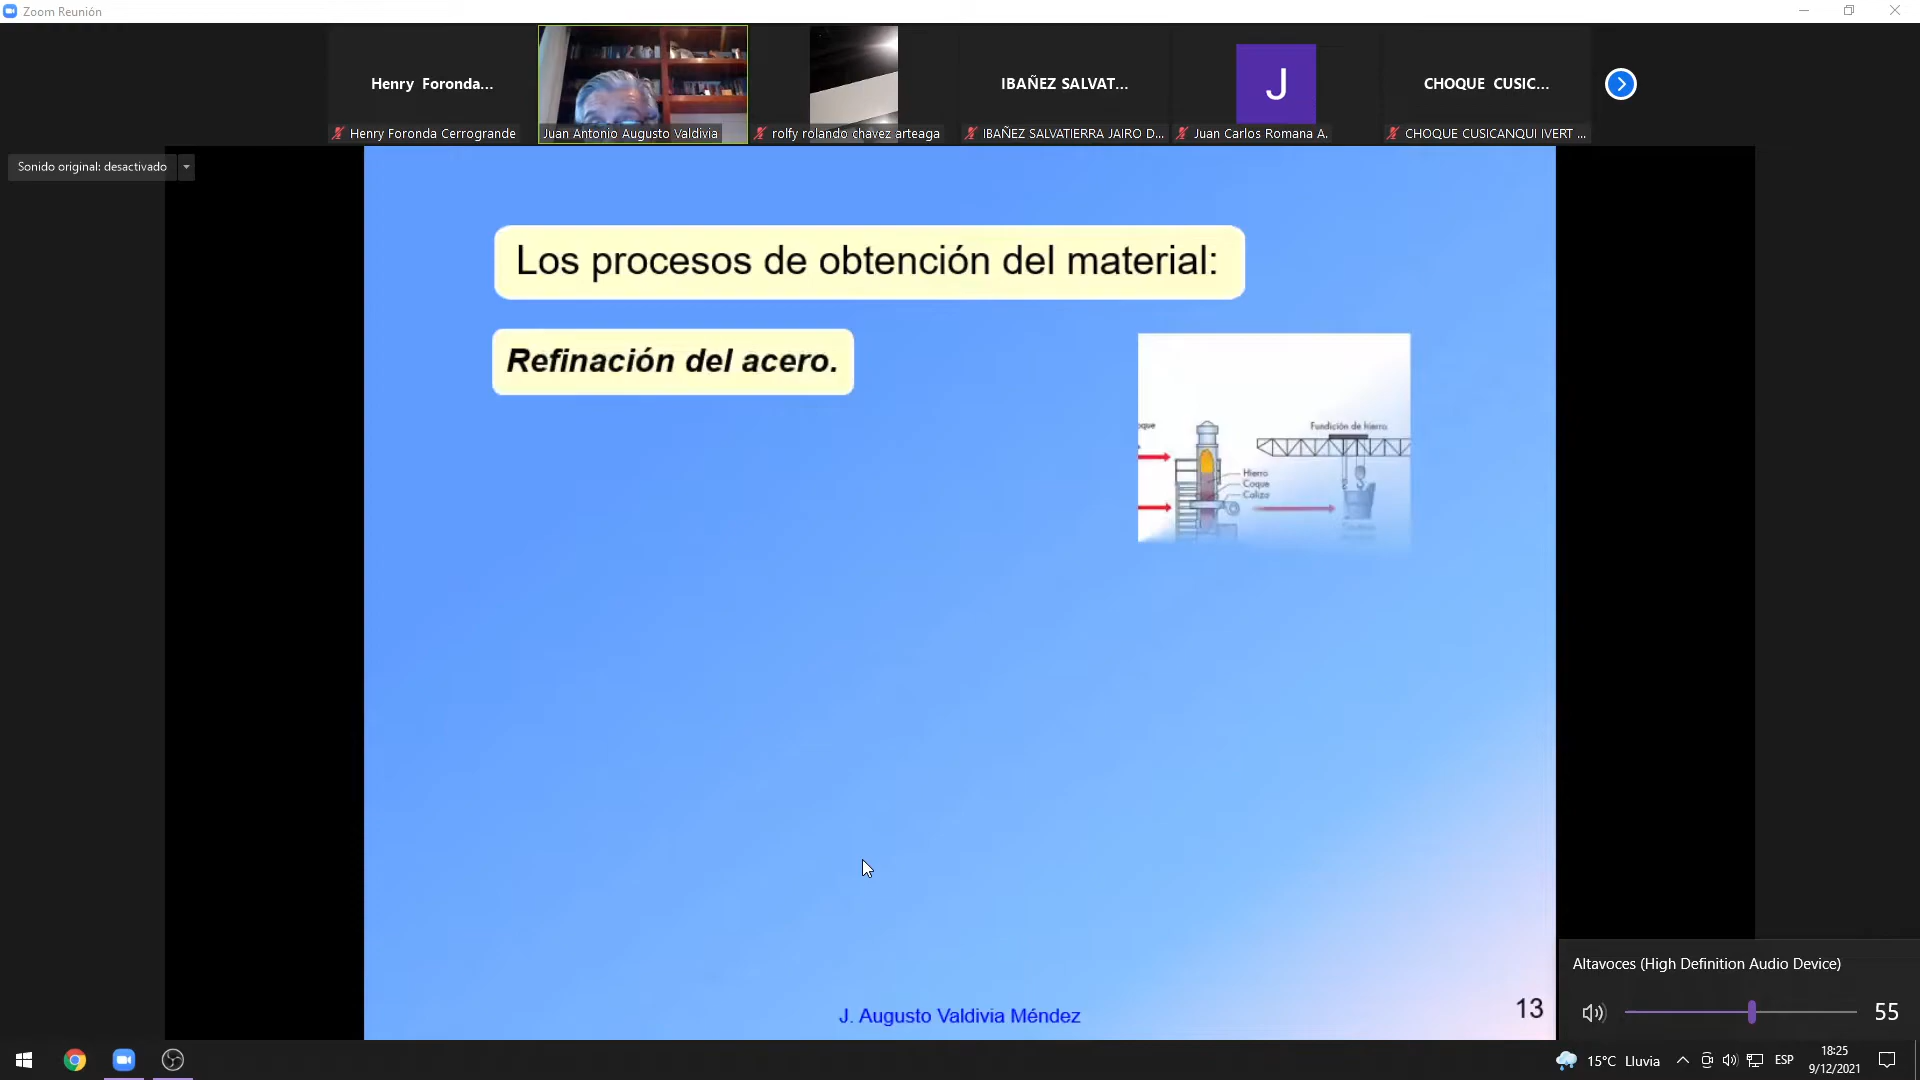 Zoom Reunión
Henry Foronda...
IBAÑEZ SALVAT...
J
CHOQUE CUSIC...
Henry Foronda Cerrogrande
Juan Antonio Augusto Valdivia
rolfy rolando chavez arteaga
IBAÑEZ SALVATIERRA JAIRO D...
Juan Carlos Romana A.
CHOQUE CUSICANQUI IVERT ...
Sonido original: desactivado
Los procesos de obtención del material:
Refinación del acero.
oque
Fundición de hierro
Hierro
Coque
Caliza
J. Augusto Valdivia Méndez
13
Altavoces (High Definition Audio Device)
55
15°C Lluvia
ESP
18:25
9/12/2021